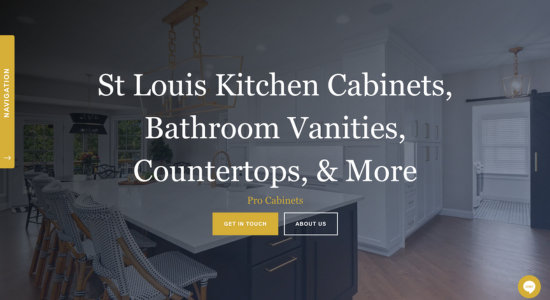 St Louis Kitchen Cabinets,
Bathroom Vanities,
Countertops, & More
Pro Cabinets
GET IN TOUCH
ABOUT US
NAVIGATION